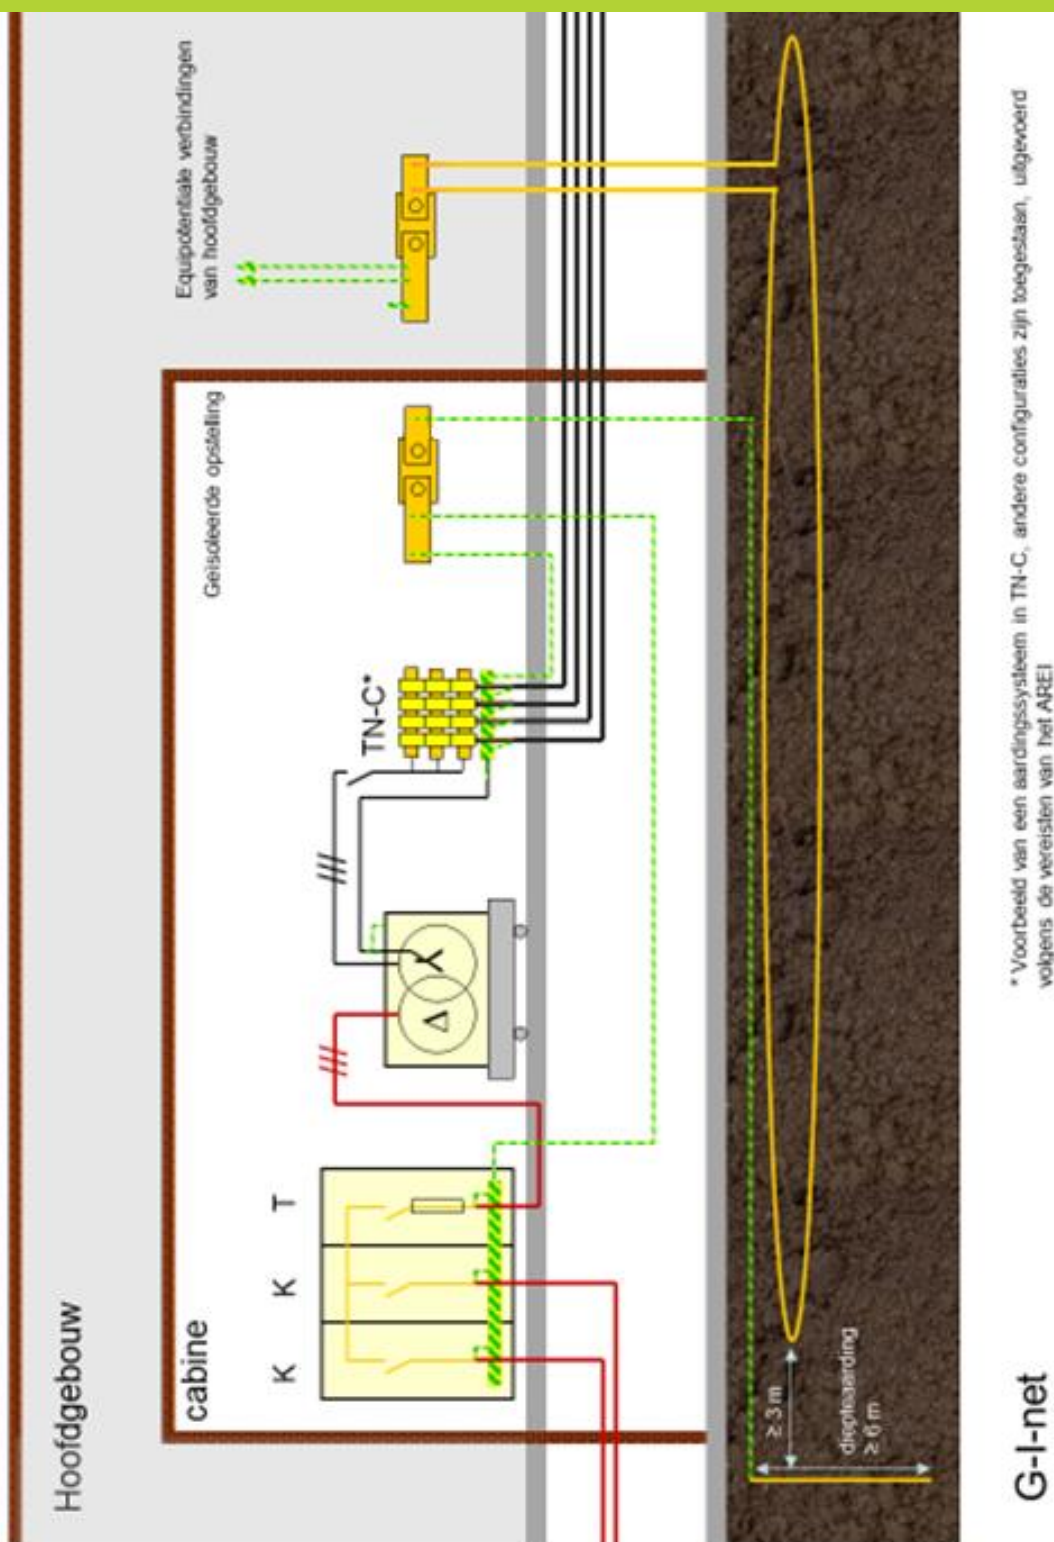 Hoofdgebouw
Equipotentiale verbindingen
van hoofdgebouw
cabine
Geïsoleerde opstelling
TN-C*
K
K
T
≥ 3 m
diepteaarding
≥ 6 m
G-I-net
* Voorbeeld van een aardingssysteem in TN-C, andere configuraties zijn toegestaan, uitgevoerd
volgens de vereisten van het AREI